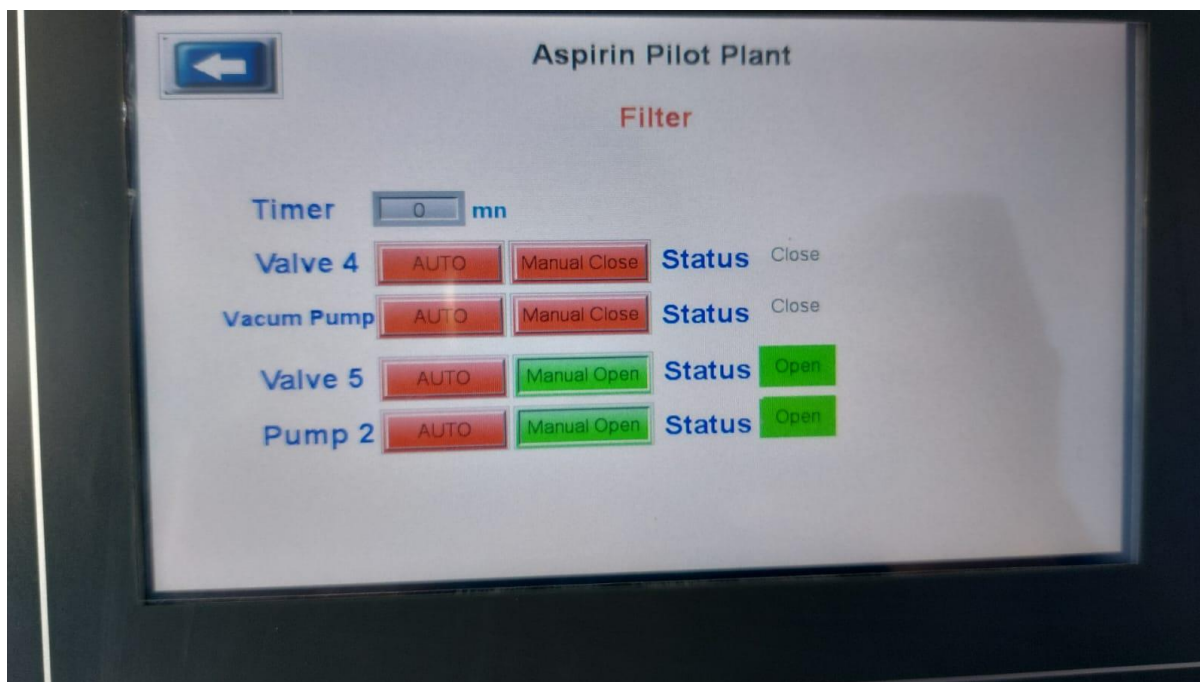 Aspirin Pilot Plant
Filter
Timer 0 mn
Valve 4 AUTO Manual Close Status Close
Vacum Pump AUTO Manual Close Status Close
Valve 5 AUTO Manual Open Status Open
Pump 2 AUTO Manual Open Status Open